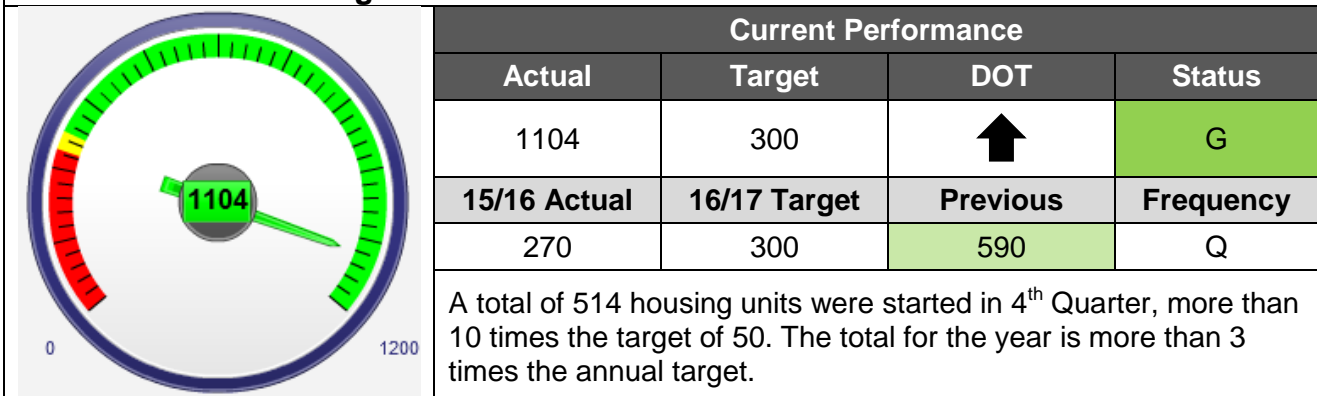 1104
0
1200
Current Performance
Actual Target DOT Status
1104 300 G
15/16 Actual 16/17 Target Previous Frequency
270 300 590 Q
A total of 514 housing units were started in 4th Quarter, more than
10 times the target of 50. The total for the year is more than 3
times the annual target.